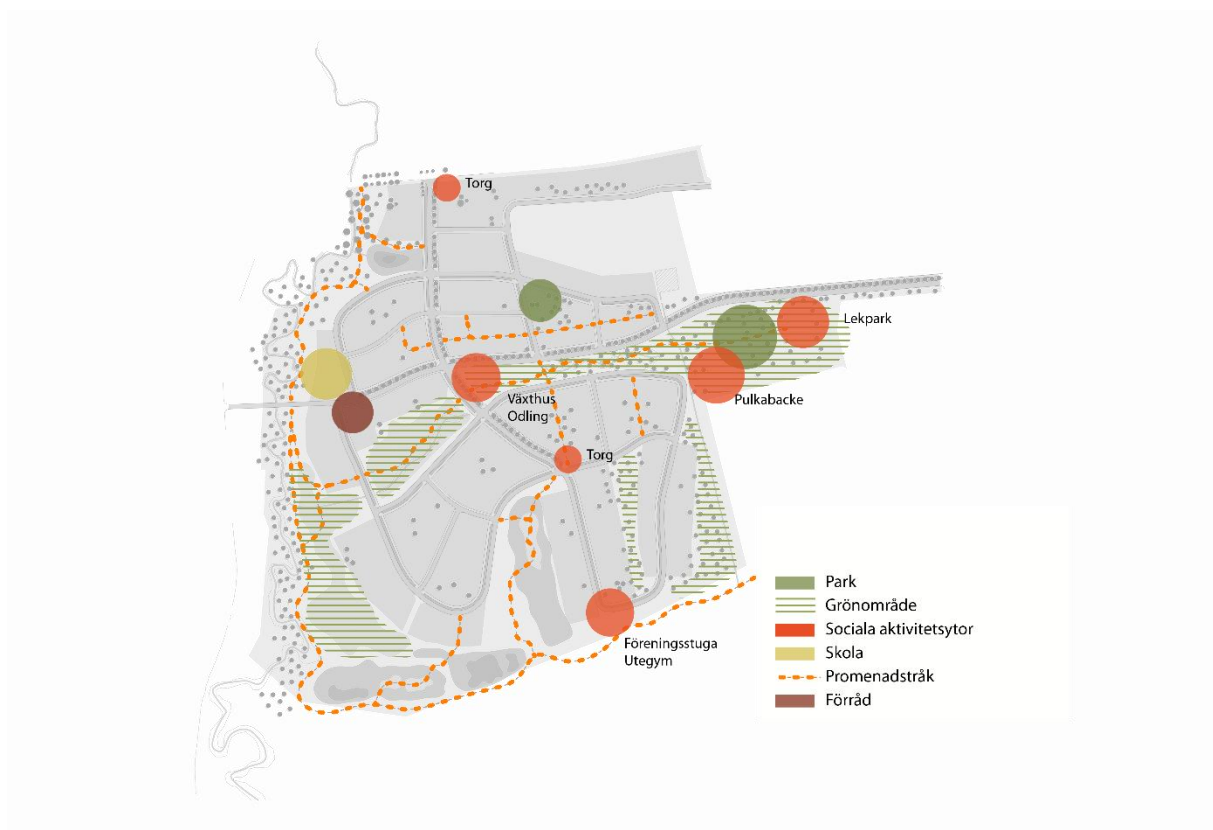 Torg
Lekpark
Växthus
Odling
Pulkabacke
Torg
Föreningsstuga
Utegym
Park
Grönområde
Sociala aktivitetsytor
Skola
Promenadstråk
Förråd